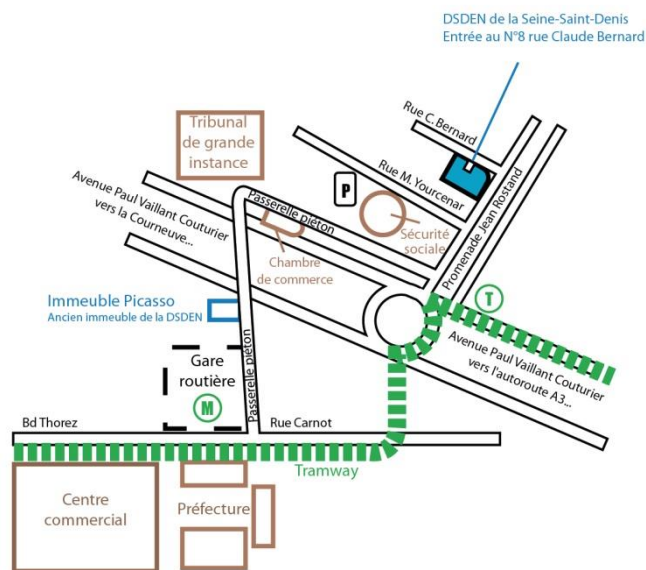 DSDEN de la Seine-Saint-Denis
Entrée au N°8 rue Claude Bernard
Rue C. Bernard
Tribunal
de grande
instance
Rue M. Yourcenar
P
Promenade Jean Rostand
Avenue Paul Vaillant Couturier
vers la Courneuve...
Passerelle piéton
Sécurité
sociale
Chambre
de commerce
T
Immeuble Picasso
Ancien immeuble de la DSDEN
Avenue Paul Vaillant Couturier
vers l'autoroute A3...
Passerelle piéton
Gare
routière
M
Bd Thorez
Rue Carnot
Tramway
Centre
commercial
Préfecture